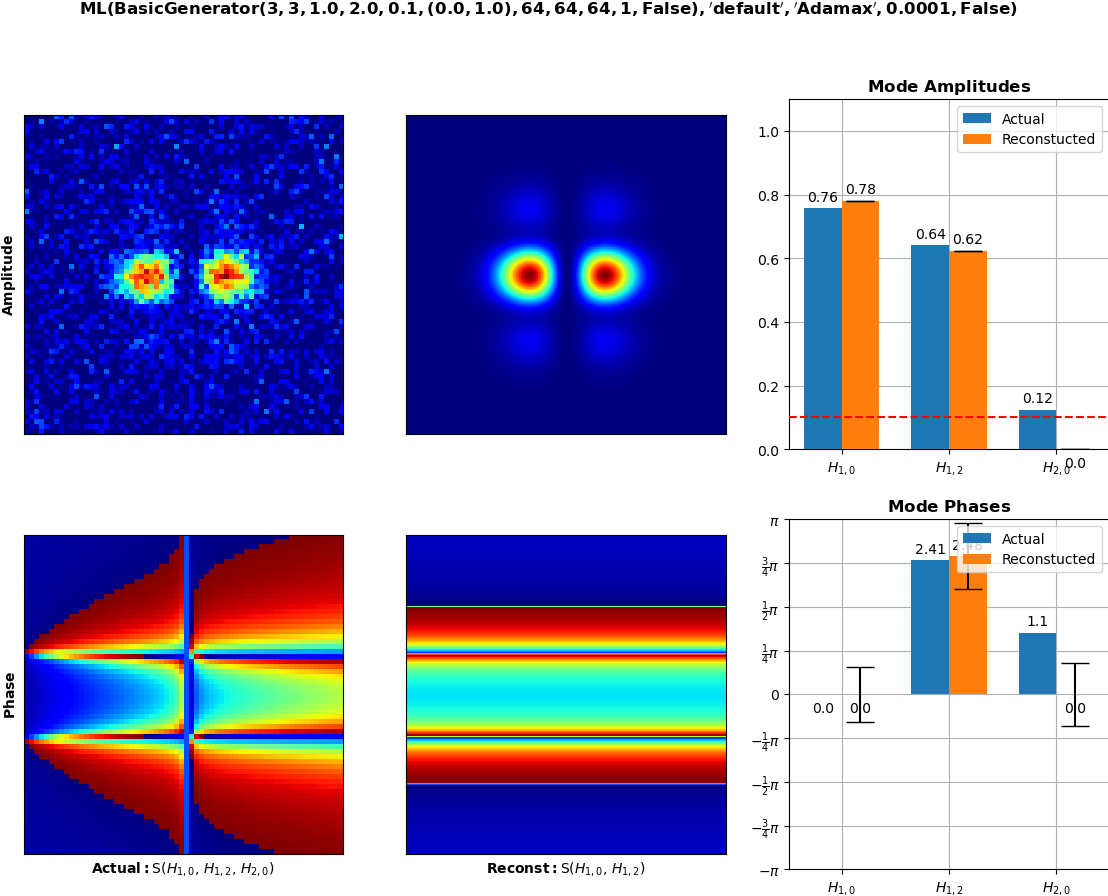 ML(BasicGenerator(3, 3, 1.0, 2.0, 0.1, (0.0, 1.0), 64, 64, 64, 1, False), ′default′, ′Adamax′, 0.0001, False)
Amplitude
Mode Amplitudes
Actual
Reconstucted
1.0
0.8
0.6
0.4
0.2
0.0
0.76
0.78
0.64
0.62
0.12
0.0
H₁,₀
H₁,₂
H₂,₀
Phase
Actual: S(H₁,₀, H₁,₂, H₂,₀)
Reconst: S(H₁,₀, H₁,₂)
Mode Phases
Actual
Reconstucted
π
¾π
½π
¼π
0
−¼π
−½π
−¾π
−π
0.0
0.0
2.41
1.1
0.0
H₁,₀
H₁,₂
H₂,₀